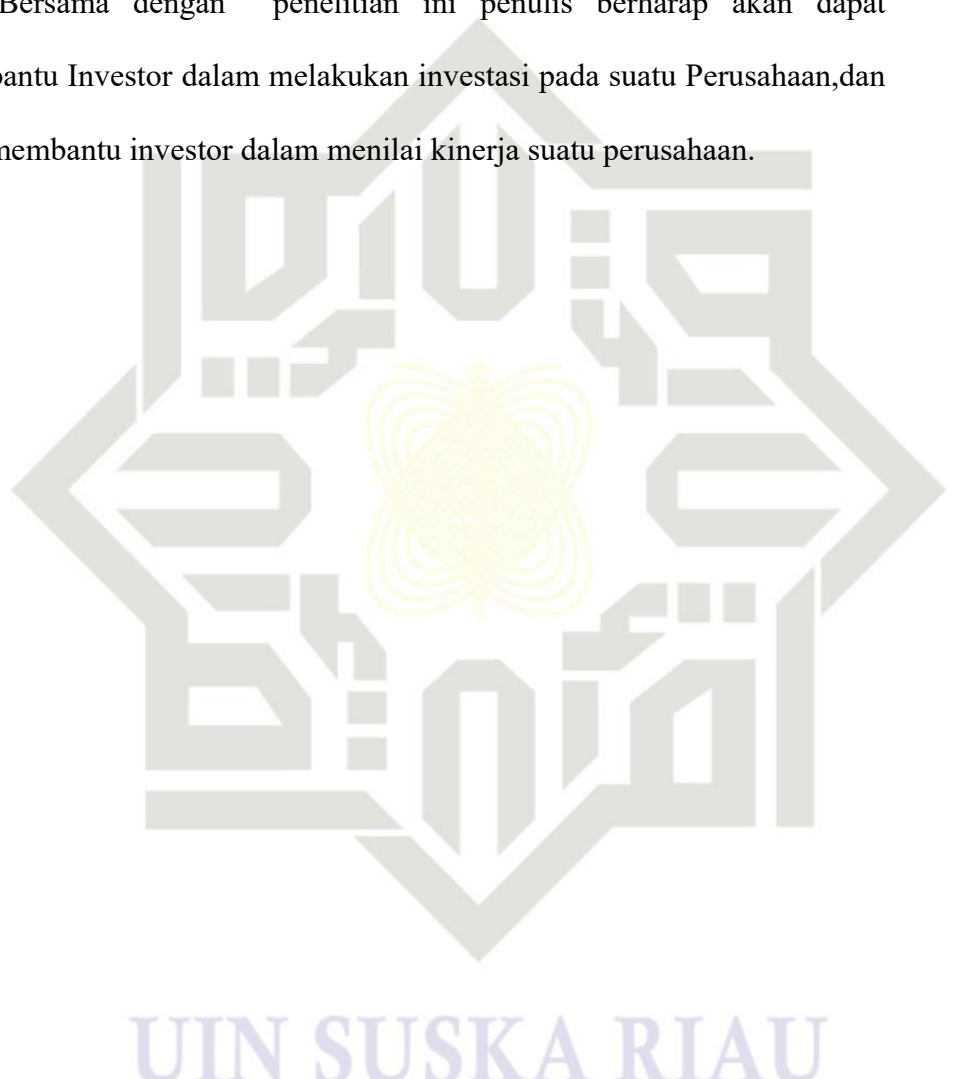 Bersama dengan penelitian ini penulis berharap akan dapat
bantu Investor dalam melakukan investasi pada suatu Perusahaan,dan
membantu investor dalam menilai kinerja suatu perusahaan.
UIN SUSKA RIAU